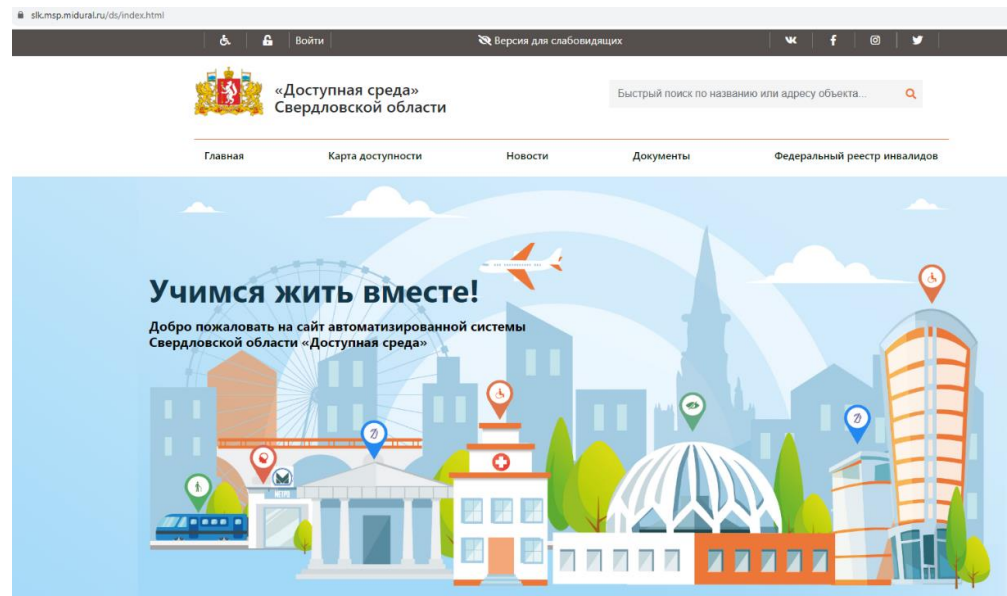 slk.msp.midural.ru/ds/index.html
Войти
Версия для слабовидящих
«Доступная среда»
Свердловской области
Быстрый поиск по названию или адресу объекта...
Главная Карта доступности Новости Документы Федеральный реестр инвалидов
Учимся жить вместе!
Добро пожаловать на сайт автоматизированной системы
Свердловской области «Доступная среда»